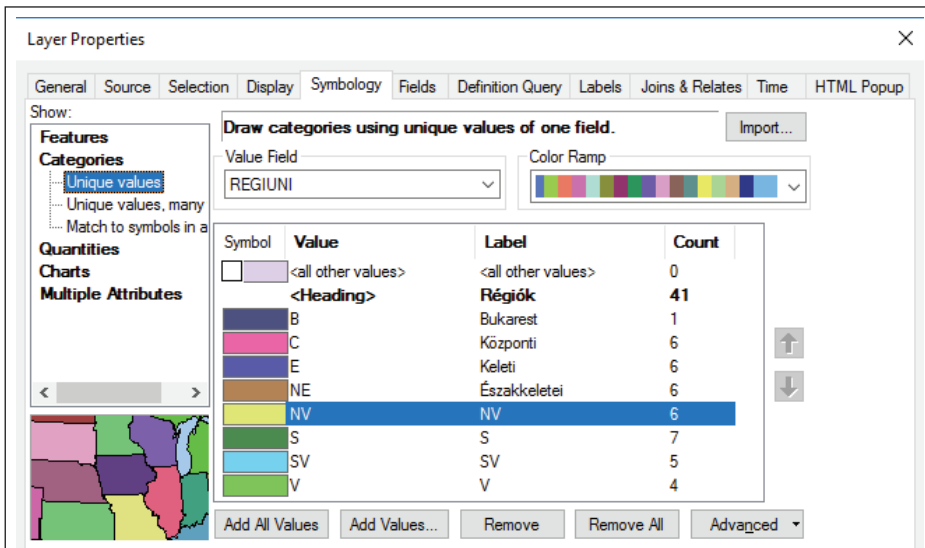 Layer Properties
General Source Selection Display Symbology Fields Definition Query Labels Joins & Relates Time HTML Popup
Show:
Features
Categories
Unique values
Unique values, many
Match to symbols in a
Quantities
Charts
Multiple Attributes
Draw categories using unique values of one field.
Import...
Value Field
REGIUNI
Color Ramp
Symbol Value Label Count
<all other values> <all other values> 0
<Heading> Régiók 41
B Bukarest 1
C Központi 6
E Keleti 6
NE Északkeletei 6
NV NV 6
S S 7
SV SV 5
V V 4
Add All Values Add Values... Remove Remove All Advanced